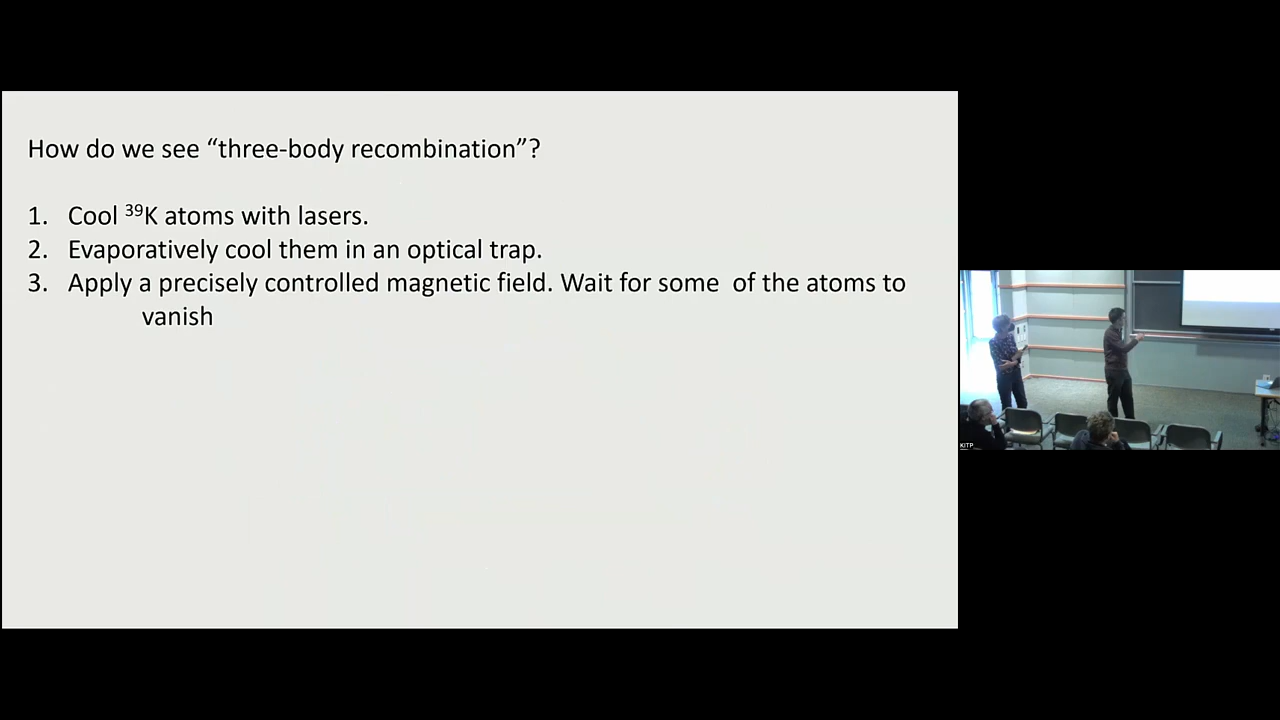 How do we see “three-body recombination”?
1. Cool ³⁹K atoms with lasers.
2. Evaporatively cool them in an optical trap.
3. Apply a precisely controlled magnetic field. Wait for some  of the atoms to
vanish
KITP